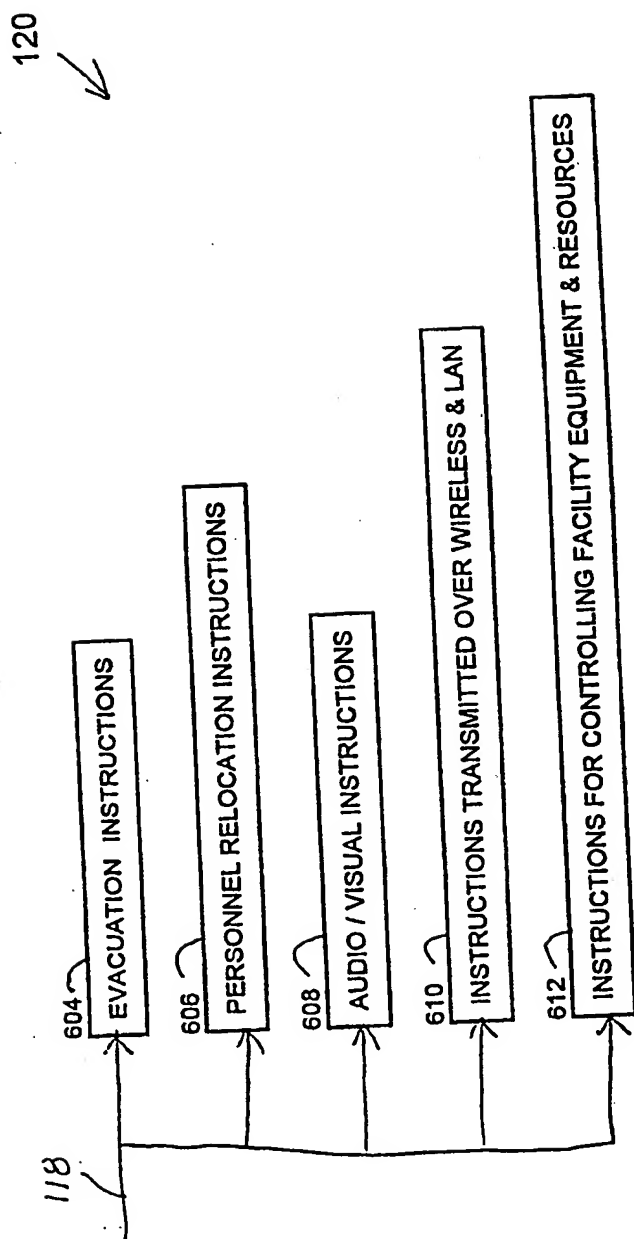 120
118
604
EVACUATION INSTRUCTIONS
606
PERSONNEL RELOCATION INSTRUCTIONS
608
AUDIO / VISUAL INSTRUCTIONS
610
INSTRUCTIONS TRANSMITTED OVER WIRELESS & LAN
612
INSTRUCTIONS FOR CONTROLLING FACILITY EQUIPMENT & RESOURCES